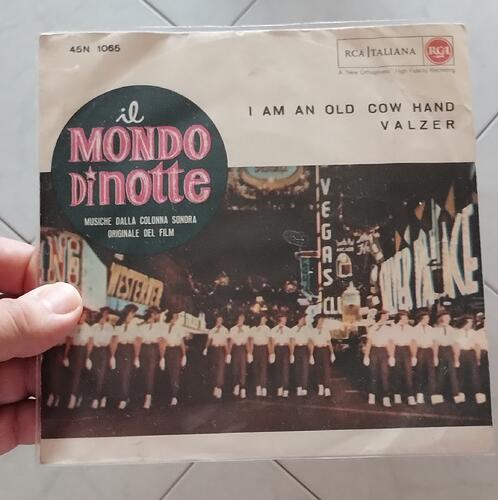 45N 1065
RCA ITALIANA RCA
A "New Orthophonic" High Fidelity Recording
I AM AN OLD COW HAND
VALZER
il
MONDO
Di notte
MUSICHE DALLA COLONNA SONORA
ORIGINALE DEL FILM
VEGAS
WESTERNER